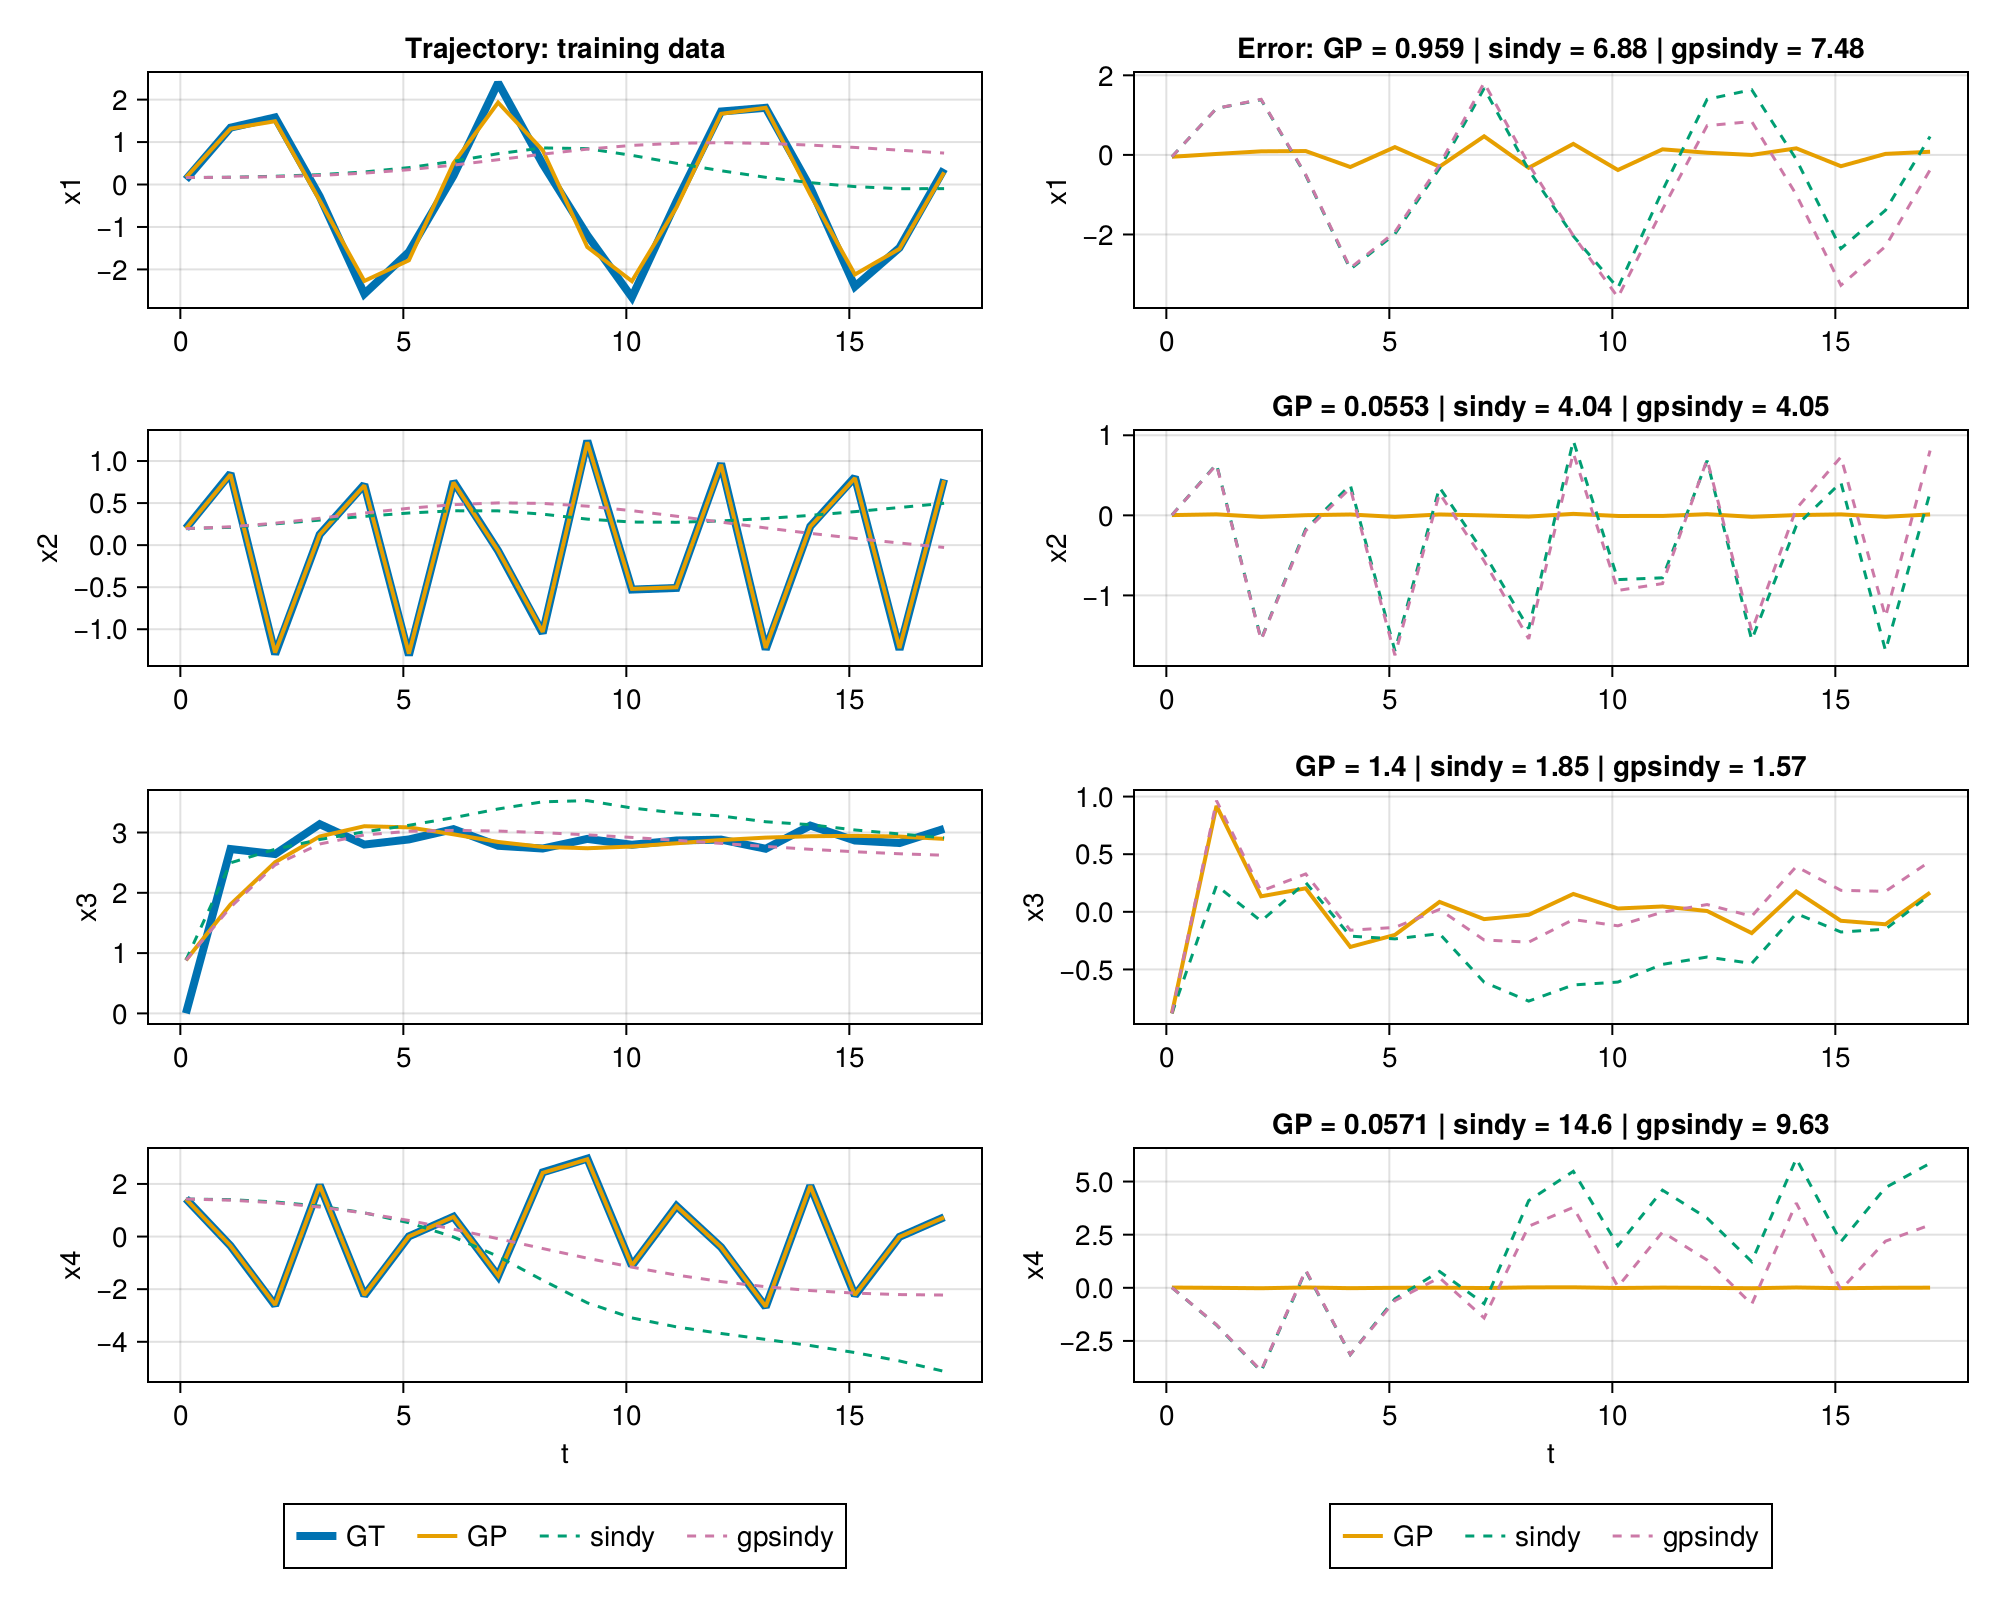 Trajectory: training data
Error: GP = 0.959 | sindy = 6.88 | gpsindy = 7.48
2
1
0
−1
−2
x1
0 5 10 15
2
0
−2
x1
0 5 10 15
GP = 0.0553 | sindy = 4.04 | gpsindy = 4.05
1.0
0.5
0.0
−0.5
−1.0
x2
0 5 10 15
1
0
−1
x2
0 5 10 15
GP = 1.4 | sindy = 1.85 | gpsindy = 1.57
3
2
1
0
x3
0 5 10 15
1.0
0.5
0.0
−0.5
x3
0 5 10 15
GP = 0.0571 | sindy = 14.6 | gpsindy = 9.63
2
0
−2
−4
x4
0 5 10 15
t
5.0
2.5
0.0
−2.5
x4
0 5 10 15
t
GT GP sindy gpsindy
GP sindy gpsindy